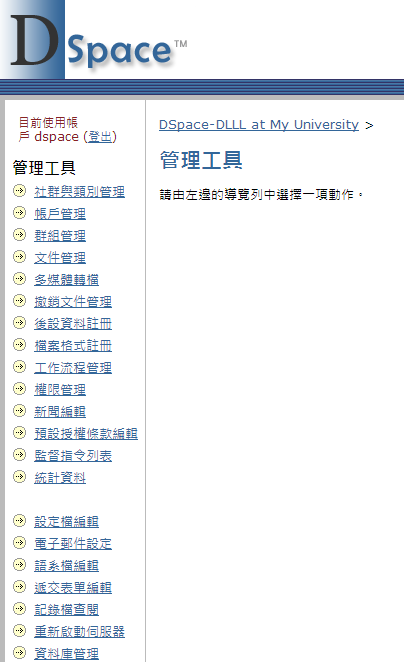 DSpace™
目前使用帳
戶 dspace (登出)
管理工具
社群與類別管理
帳戶管理
群組管理
文件管理
多媒體轉檔
撤銷文件管理
後設資料註冊
檔案格式註冊
工作流程管理
權限管理
新聞編輯
預設授權條款編輯
監督指令列表
統計資料
設定檔編輯
電子郵件設定
語系檔編輯
遞交表單編輯
記錄檔查閱
重新啟動伺服器
資料庫管理
DSpace-DLLL at My University >
管理工具
請由左邊的導覽列中選擇一項動作。